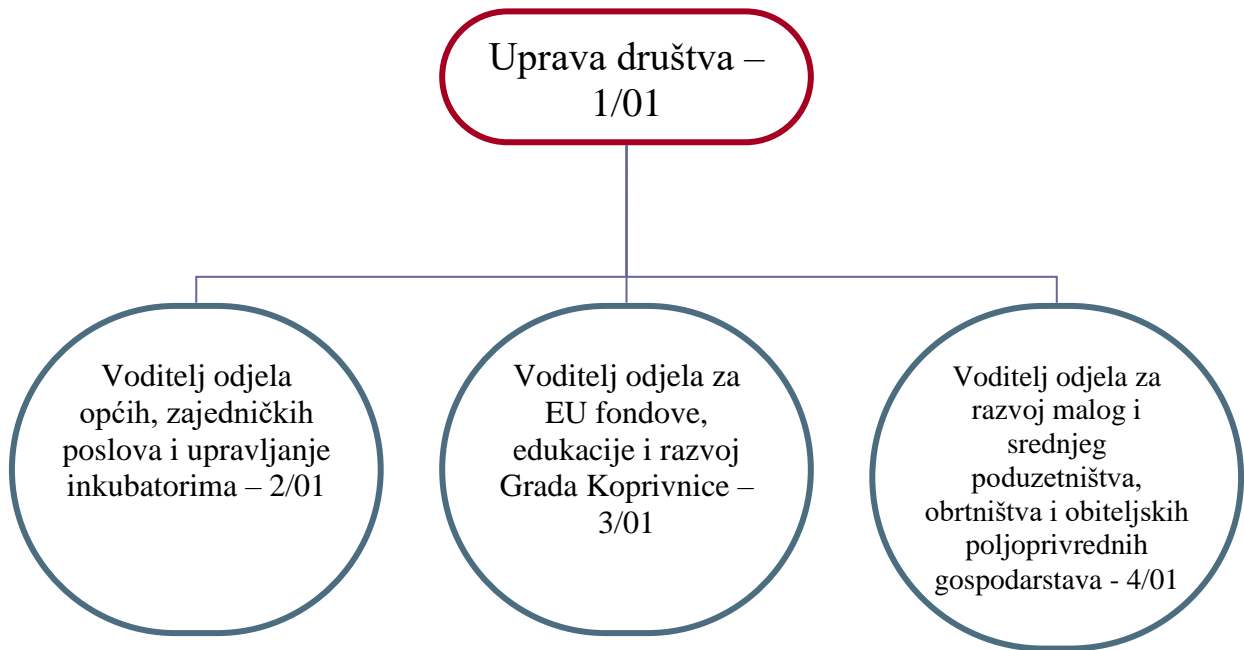 Uprava društva –
1/01
Voditelj odjela
općih, zajedničkih
poslova i upravljanje
inkubatorima – 2/01
Voditelj odjela za
EU fondove,
edukacije i razvoj
Grada Koprivnice –
3/01
Voditelj odjela za
razvoj malog i
srednjeg
poduzetništva,
obrtništva i obiteljskih
poljoprivrednih
gospodarstava - 4/01